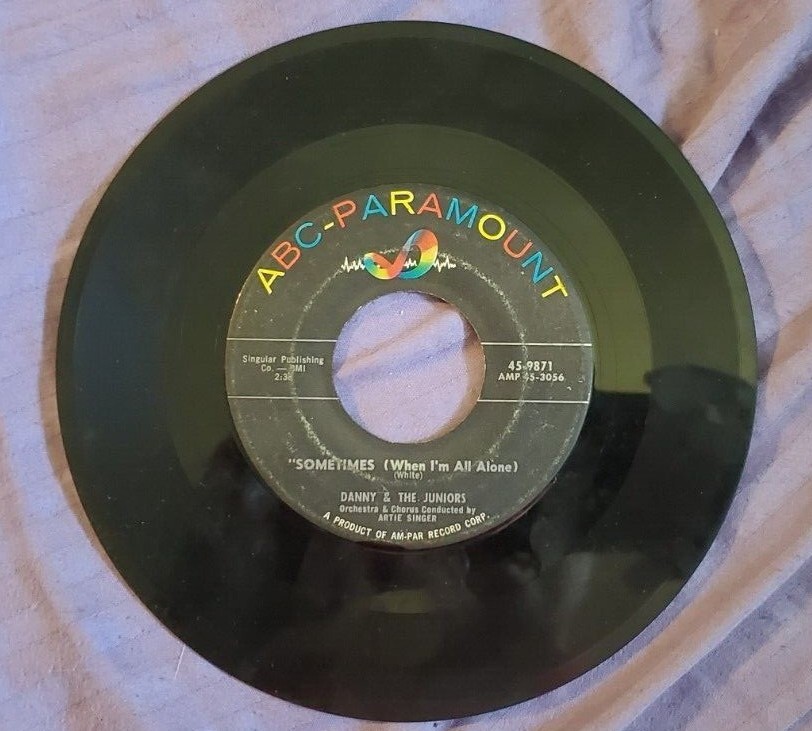 ABC-PARAMOUNT
Singular Publishing
Co. — BMI
45-9871
AMP 45-3056
"SOMETIMES (When I'm All Alone)
(White)
DANNY & THE JUNIORS
Orchestra & Chorus Conducted by
ARTIE SINGER
A PRODUCT OF AM-PAR RECORD CORP.